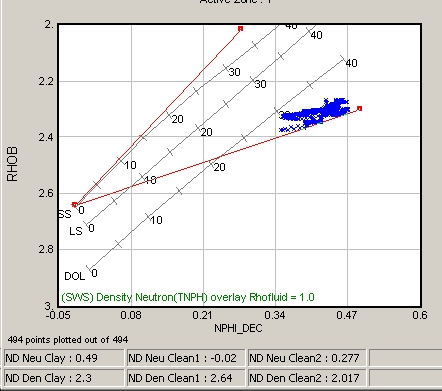 Active Zone : 1
2.
2.2
2.4
2.6
2.8
3.
RHOB
40
40
40
30
30
30
20
20
20
10
10
10
SS 0
LS 0
DOL 0
(SWS) Density Neutron(TNPH) overlay Rhofluid = 1.0
-0.05 0.08 0.21 0.34 0.47 0.6
NPHI_DEC
494 points plotted out of 494
ND Neu Clay : 0.49 ND Neu Clean1 : -0.02 ND Neu Clean2 : 0.277
ND Den Clay : 2.3 ND Den Clean1 : 2.64 ND Den Clean2 : 2.017